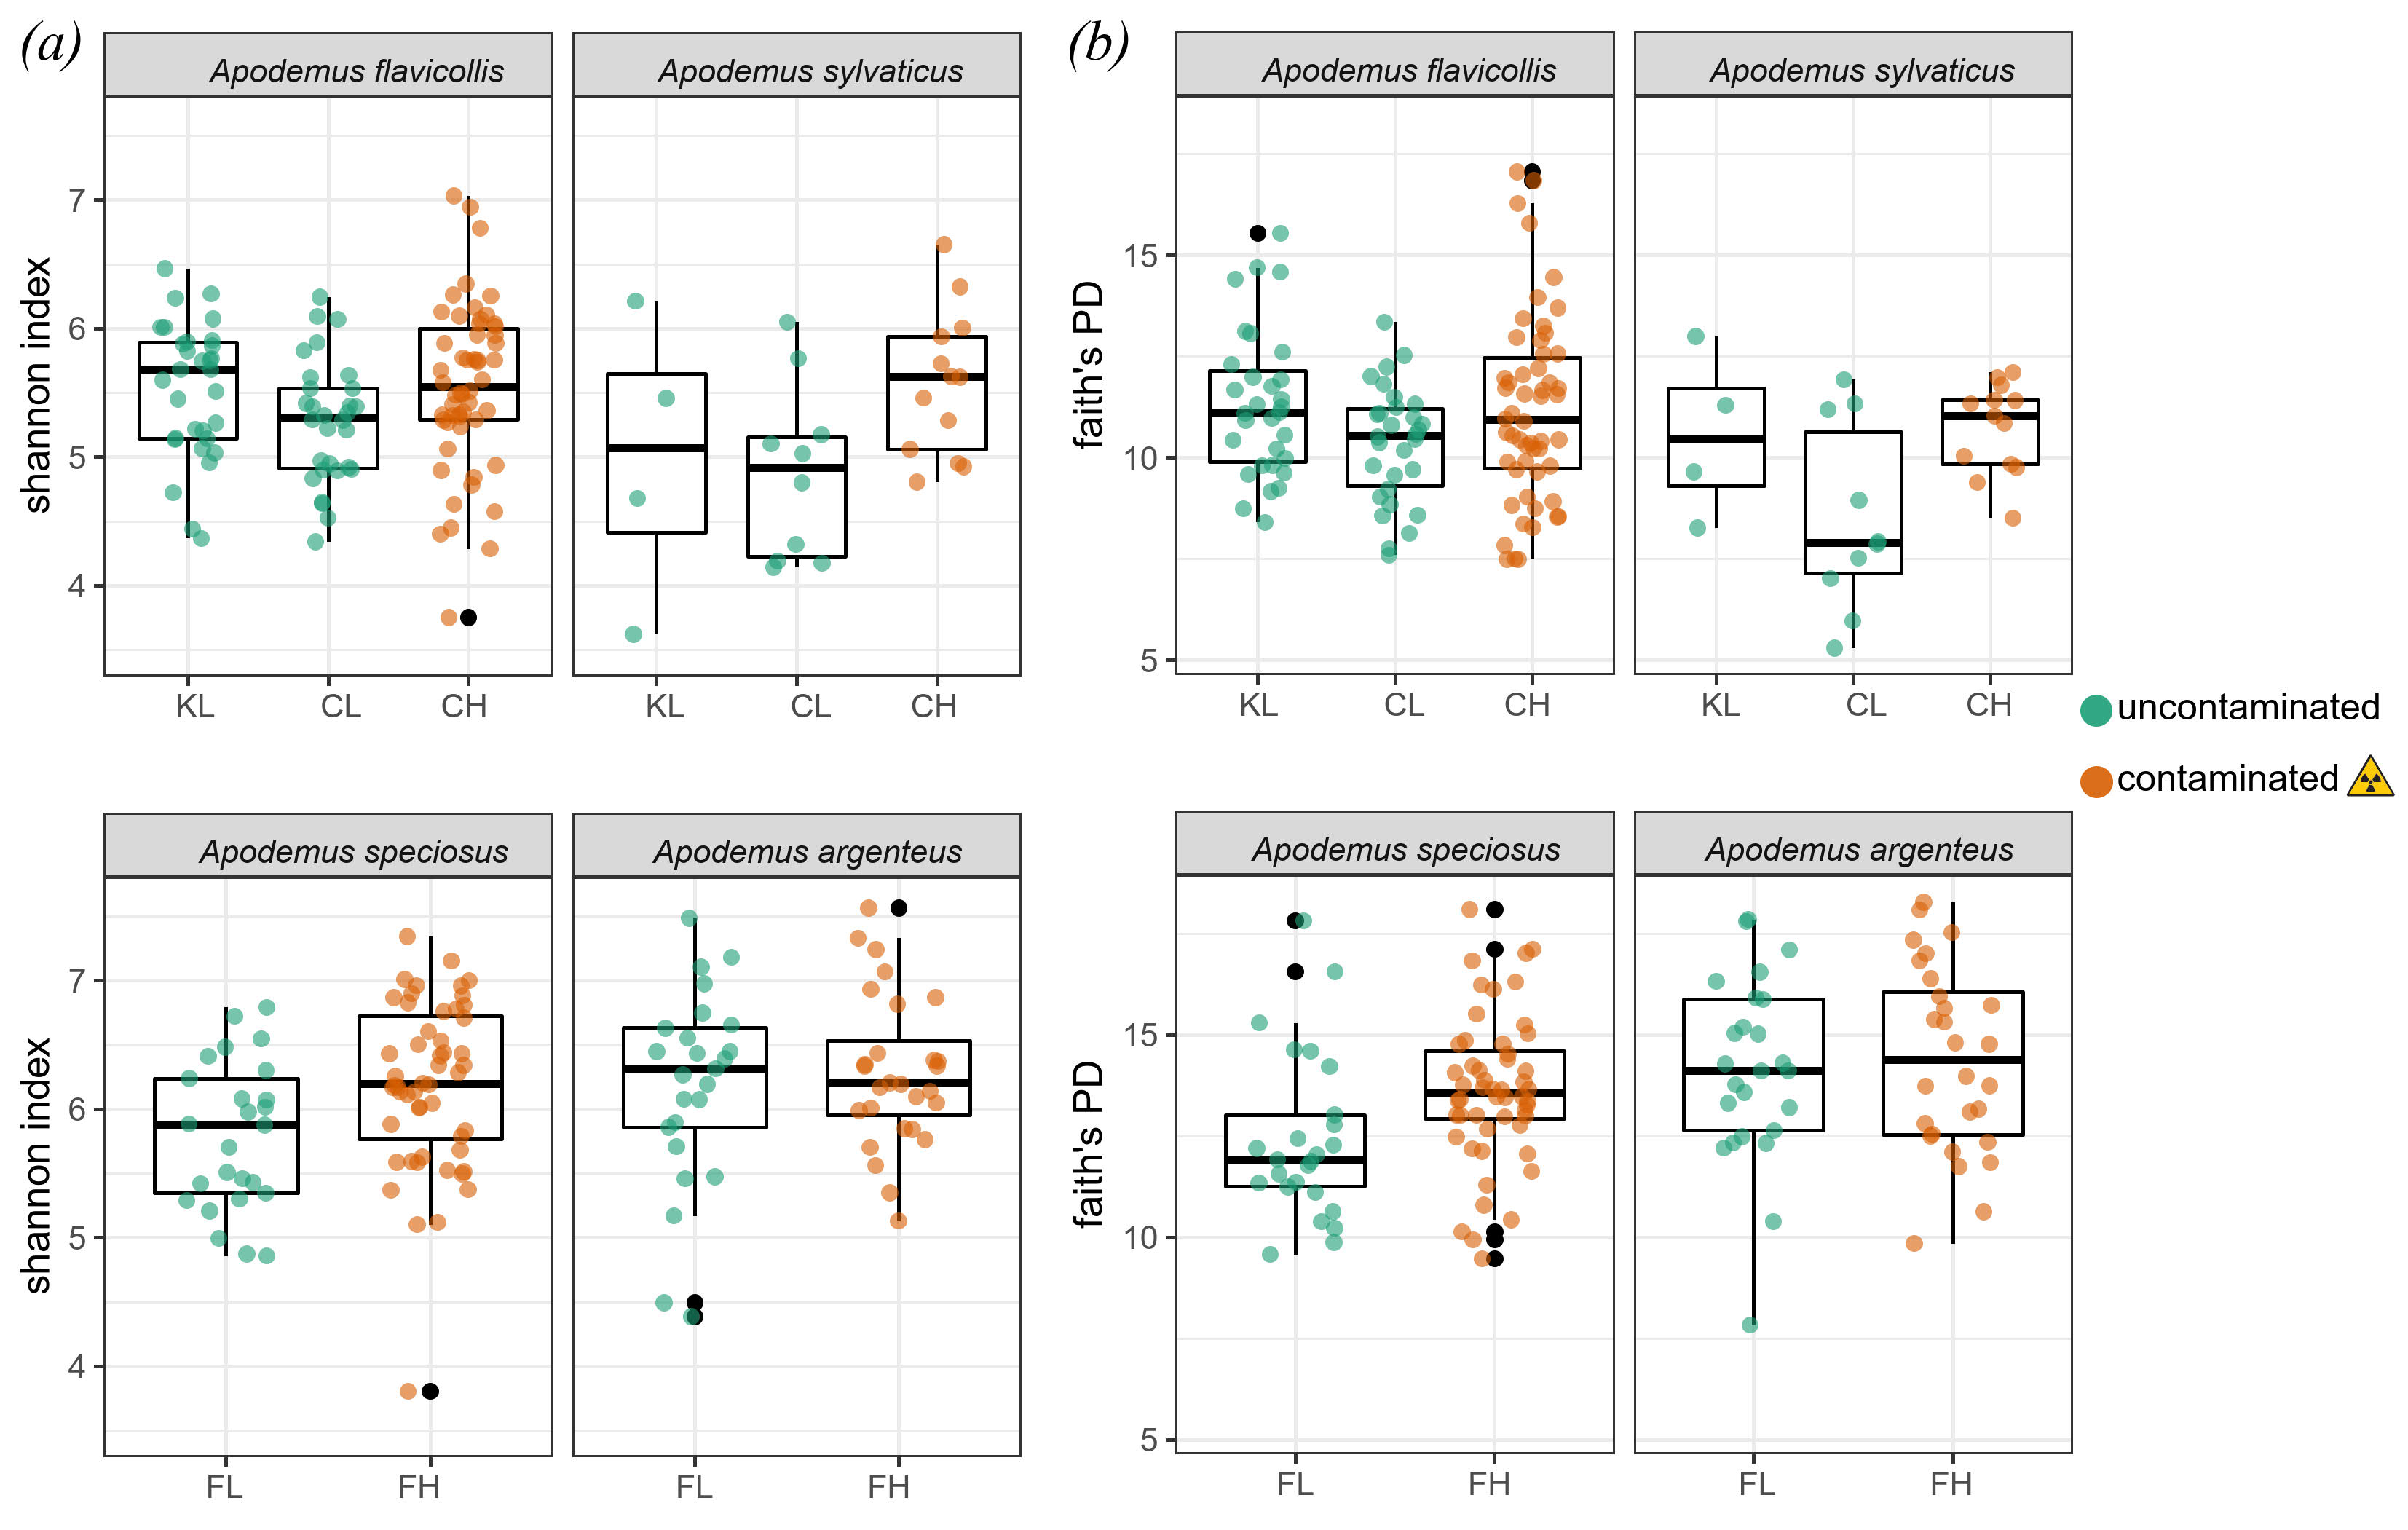 (a)
Apodemus flavicollis
Apodemus sylvaticus
shannon index
7
6
5
4
KL
CL
CH
KL
CL
CH
(b)
Apodemus flavicollis
Apodemus sylvaticus
faith's PD
15
10
5
KL
CL
CH
KL
CL
CH
uncontaminated
contaminated
Apodemus speciosus
Apodemus argenteus
shannon index
7
6
5
4
FL
FH
FL
FH
Apodemus speciosus
Apodemus argenteus
faith's PD
15
10
5
FL
FH
FL
FH